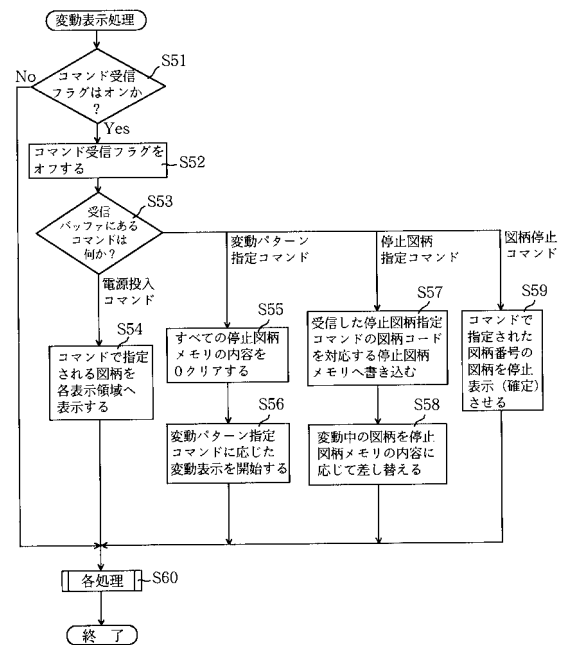 変動表示処理
S51
No
コマンド受信
フラグはオンか
?
Yes
コマンド受信フラグを
オフする
S52
S53
受信
バッファにある
コマンドは
何か?
電源投入
コマンド
変動パターン
指定コマンド
停止図柄
指定コマンド
図柄停止
コマンド
S54
コマンドで指定
される図柄を
各表示領域へ
表示する
S55
すべての停止図柄
メモリの内容を
0クリアする
S56
変動パターン指定
コマンドに応じた
変動表示を開始する
S57
受信した停止図柄指定
コマンドの図柄コード
を対応する停止図柄
メモリへ書き込む
S58
変動中の図柄を停止
図柄メモリの内容に
応じて差し替える
S59
コマンドで
指定された
図柄番号の
図柄を停止
表示(確定)
させる
各処理
S60
終 了